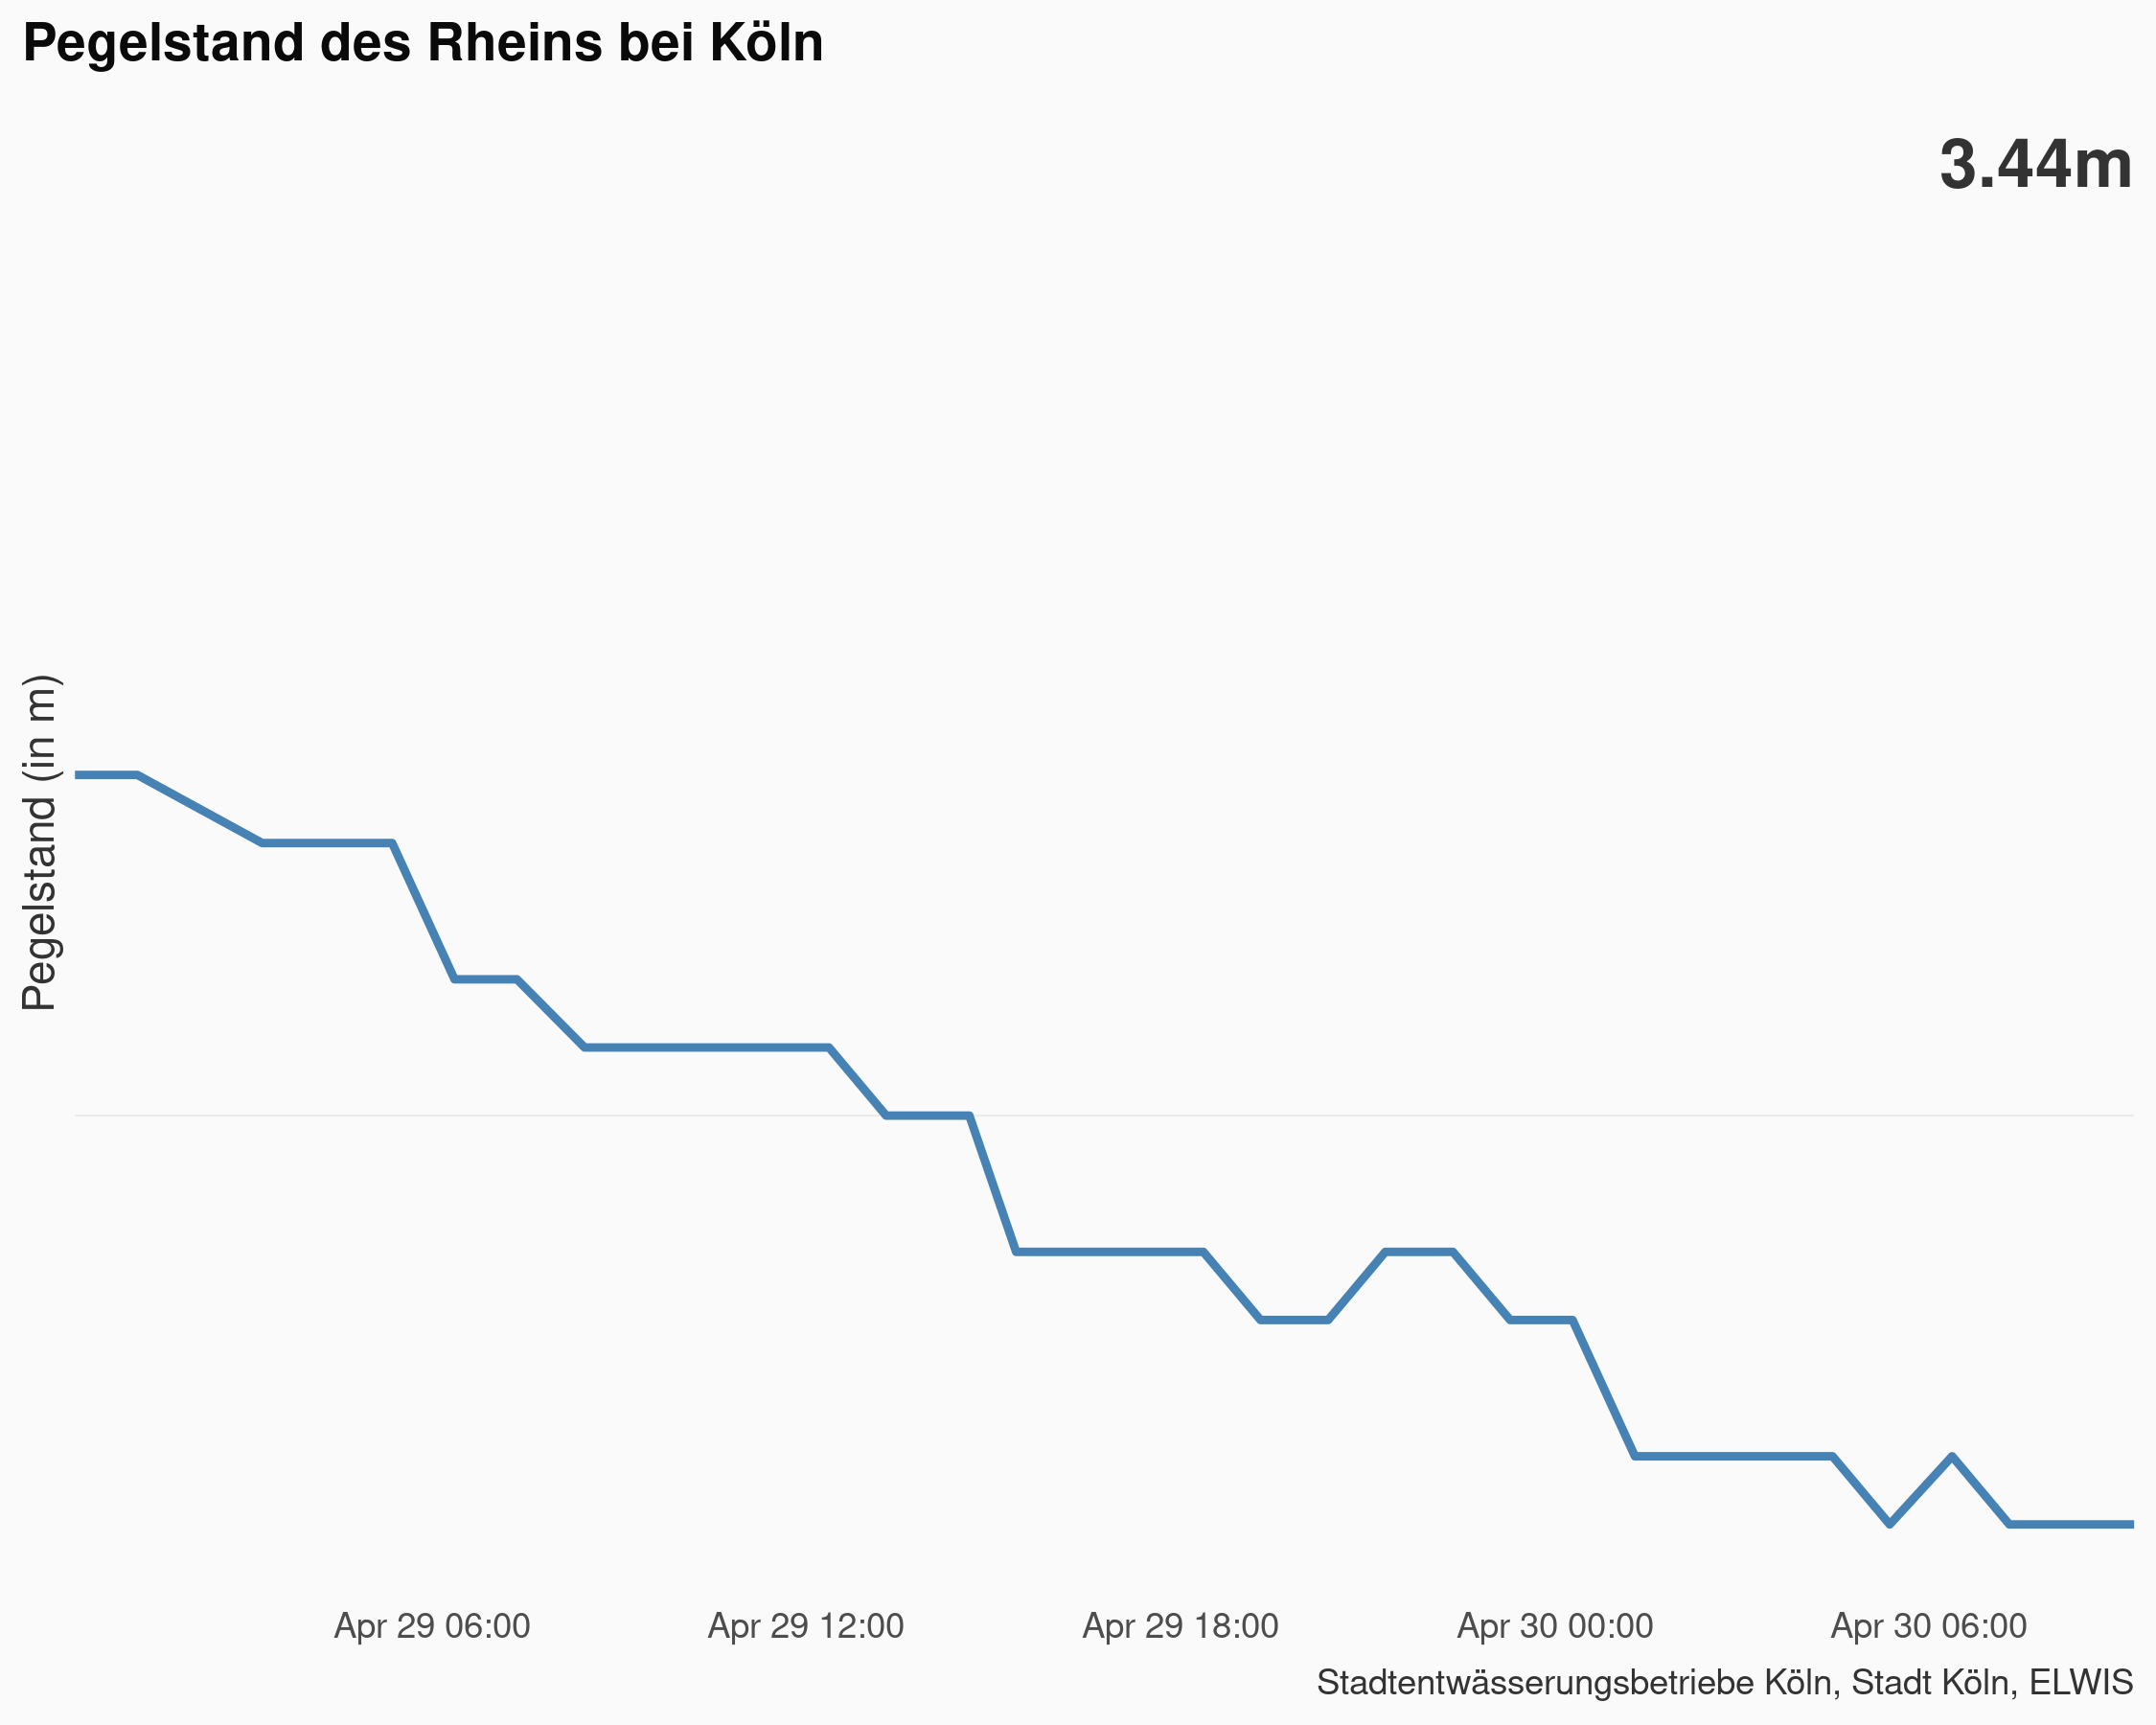 Pegelstand des Rheins bei Köln
3.44m
Pegelstand (in m)
Apr 29 06:00 Apr 29 12:00 Apr 29 18:00 Apr 30 00:00 Apr 30 06:00
Stadtentwässerungsbetriebe Köln, Stadt Köln, ELWIS